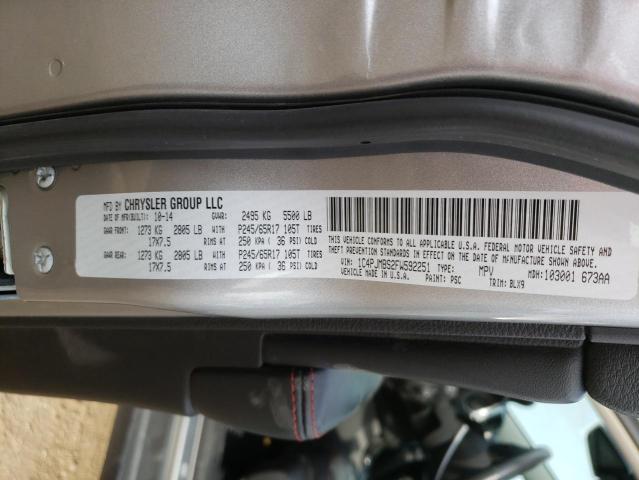 MFD BY CHRYSLER GROUP LLC
DATE OF MFR(BUILT): 10-14 GVWR: 2495 KG 5500 LB
GAWR FRONT: 1273 KG 2805 LB WITH P245/65R17 105T TIRES
17X7.5 RIMS AT 250 KPA ( 36 PSI) COLD
GAWR REAR: 1273 KG 2805 LB WITH P245/65R17 105T TIRES
17X7.5 RIMS AT 250 KPA ( 36 PSI) COLD
THIS VEHICLE CONFORMS TO ALL APPLICABLE U.S.A. FEDERAL MOTOR VEHICLE SAFETY AND
THEFT PREVENTION STANDARDS IN EFFECT ON THE DATE OF MANUFACTURE SHOWN ABOVE.
VIN: 1C4PJMBS2FW592251 TYPE: MPV MDH: 103001 673AA
PAINT: PSC TRIM: BLX9